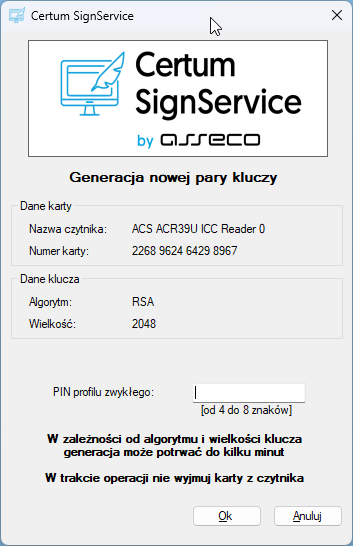 Certum SignService
Certum
SignService
by asseco
Generacja nowej pary kluczy
Dane karty
Nazwa czytnika: ACS ACR39U ICC Reader 0
Numer karty: 2268 9624 6429 8967
Dane klucza
Algorytm: RSA
Wielkość: 2048
PIN profilu zwykłego:
[od 4 do 8 znaków]
W zależności od algorytmu i wielkości klucza
generacja może potrwać do kilku minut
W trakcie operacji nie wyjmuj karty z czytnika
Ok Anuluj